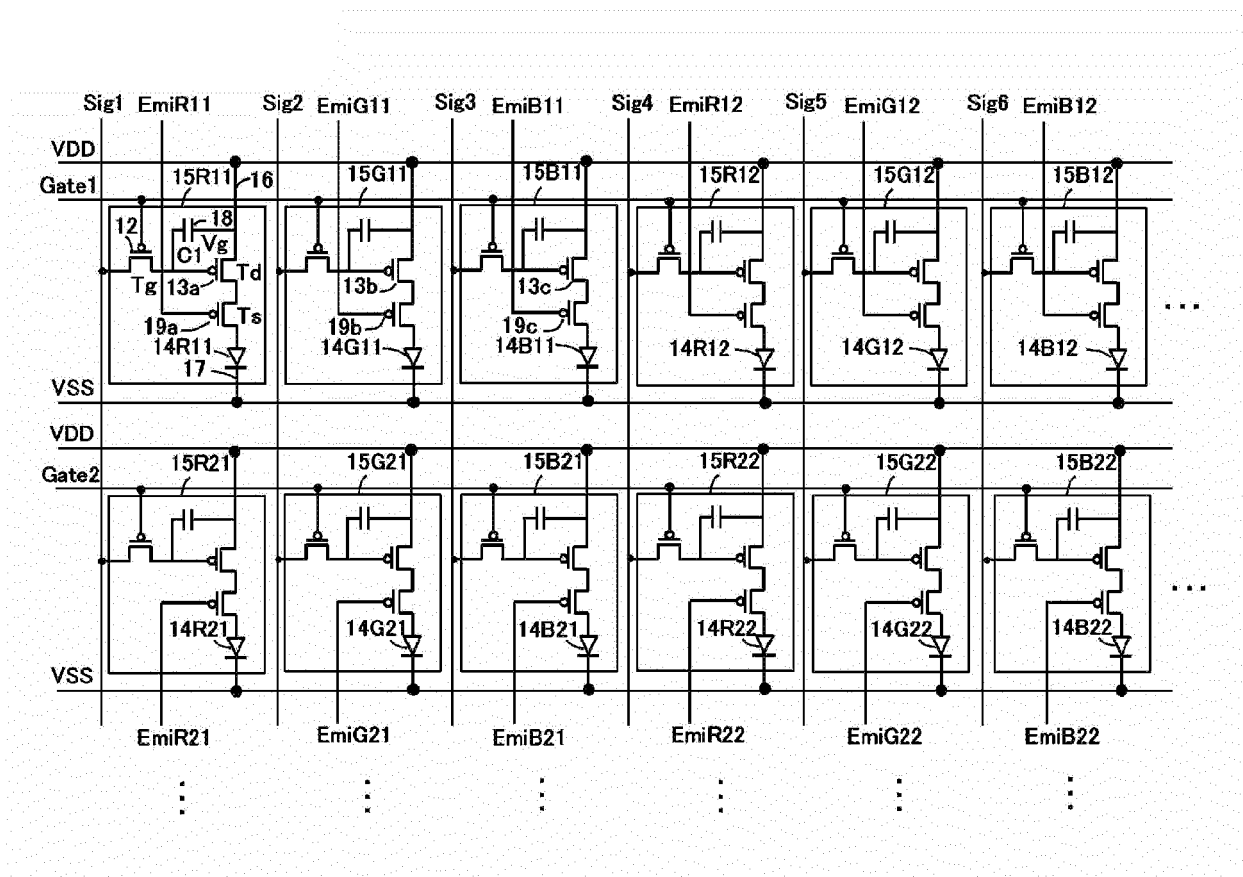 Sig1 EmiR11 Sig2 EmiG11 Sig3 EmiB11 Sig4 EmiR12 Sig5 EmiG12 Sig6 EmiB12
VDD
Gate1 15R11 16 15G11 15B11 15R12 15G12 15B12
12 18
C1 Vg
Tg 13a Td 13b 13c
...
19a Ts 19b 19c
14R11 14G11 14B11 14R12 14G12 14B12
17
VSS
VDD
Gate2 15R21 15G21 15B21 15R22 15G22 15B22
...
14R21 14G21 14B21 14R22 14G22 14B22
VSS
EmiR21 EmiG21 EmiB21 EmiR22 EmiG22 EmiB22